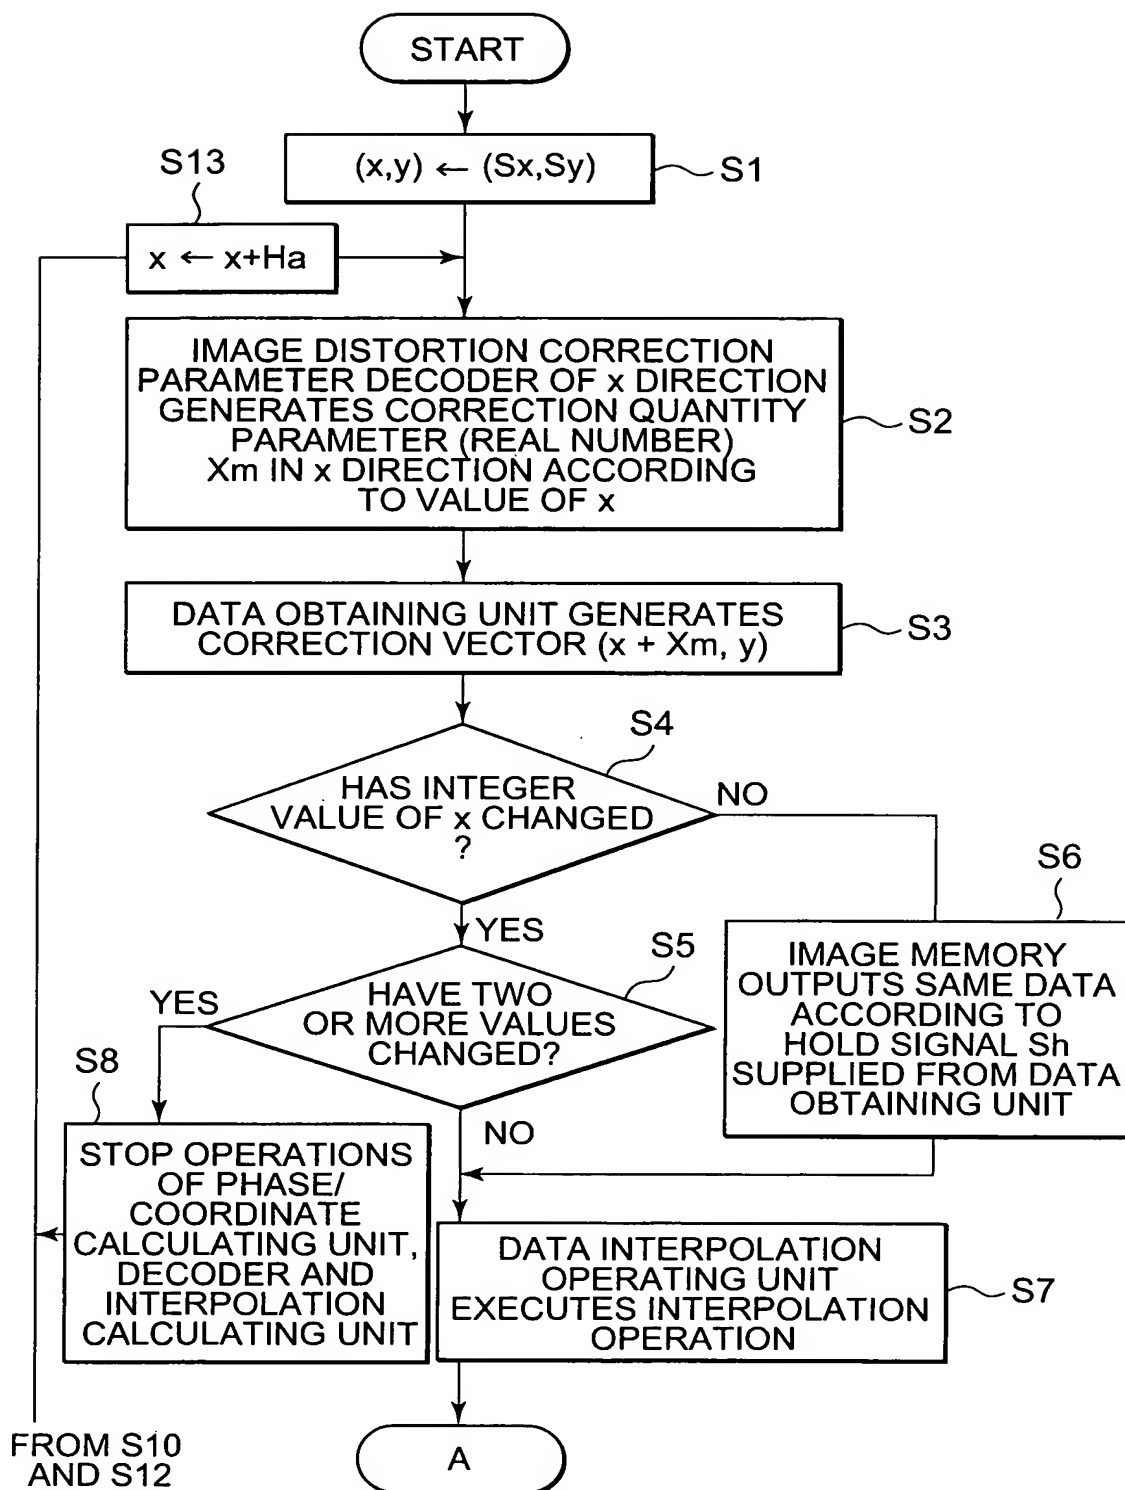 START
(x,y) ← (Sx,Sy)
S1
S13
x ← x+Ha
IMAGE DISTORTION CORRECTION
PARAMETER DECODER OF x DIRECTION
GENERATES CORRECTION QUANTITY
PARAMETER (REAL NUMBER)
Xm IN x DIRECTION ACCORDING
TO VALUE OF x
S2
DATA OBTAINING UNIT GENERATES
CORRECTION VECTOR (x + Xm, y)
S3
S4
HAS INTEGER
VALUE OF x CHANGED
?
NO
YES
S6
IMAGE MEMORY
OUTPUTS SAME DATA
ACCORDING TO
HOLD SIGNAL Sh
SUPPLIED FROM DATA
OBTAINING UNIT
S5
HAVE TWO
OR MORE VALUES
CHANGED?
YES
NO
S8
STOP OPERATIONS
OF PHASE/
COORDINATE
CALCULATING UNIT,
DECODER AND
INTERPOLATION
CALCULATING UNIT
DATA INTERPOLATION
OPERATING UNIT
EXECUTES INTERPOLATION
OPERATION
S7
FROM S10
AND S12
A